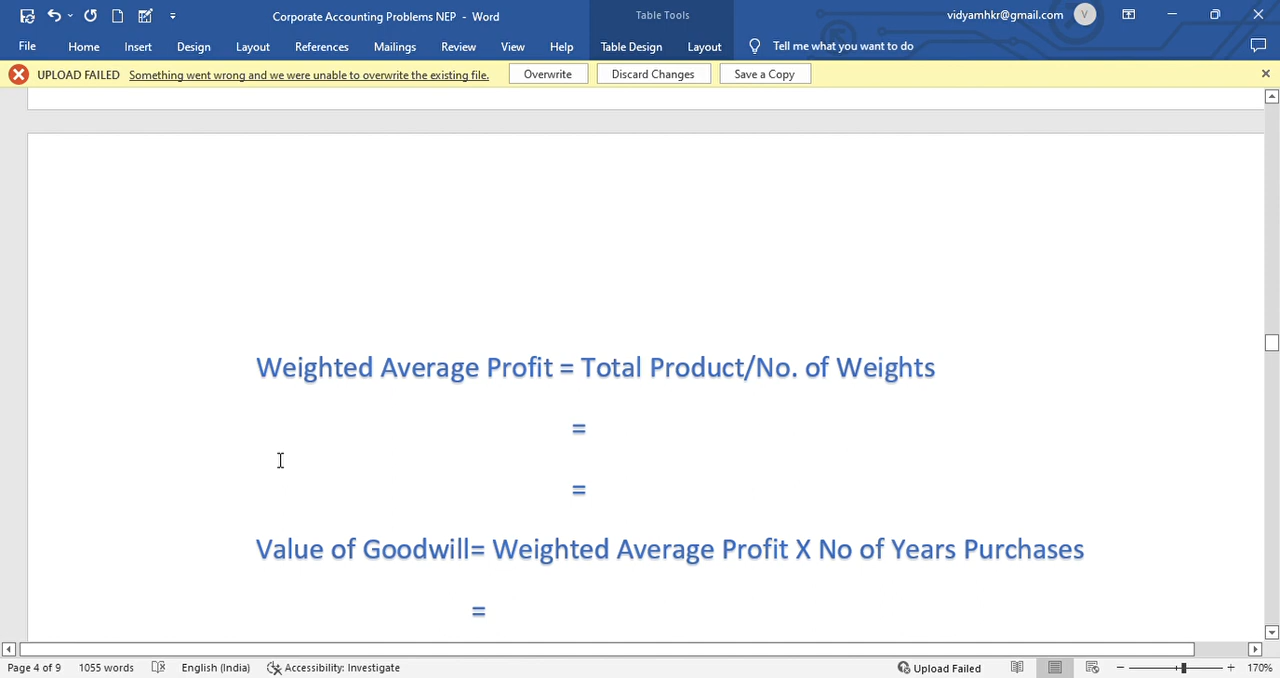 Corporate Accounting Problems NEP - Word
Table Tools
vidyamhkr@gmail.com
V
File Home Insert Design Layout References Mailings Review View Help Table Design Layout Tell me what you want to do
UPLOAD FAILED Something went wrong and we were unable to overwrite the existing file. Overwrite Discard Changes Save a Copy
Weighted Average Profit = Total Product/No. of Weights
=
=
Value of Goodwill= Weighted Average Profit X No of Years Purchases
=
Page 4 of 9 1055 words English (India) Accessibility: Investigate Upload Failed 170%